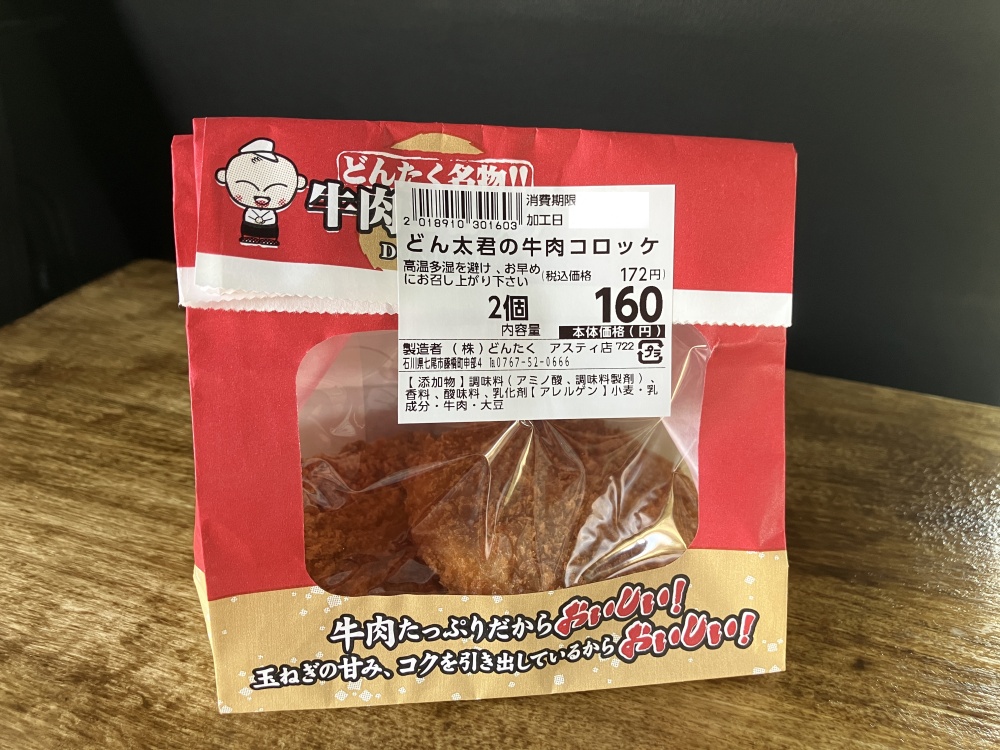 どんたく名物!!
牛肉
D
2 018910 301603
消費期限
加工日
どん太君の牛肉コロッケ
高温多湿を避け、お早め
にお召し上がり下さい
(税込価格 172円)
2個
内容量
160
本体価格(円)
製造者 (株)どんたく アスティ店 722
プラ
石川県七尾市藤橋町申部4 ℡0767-52-0666
【添加物】調味料(アミノ酸、調味料製剤)、
香料、酸味料、乳化剤【アレルゲン】小麦・乳
成分・牛肉・大豆
牛肉たっぷりだからおいしい!
玉ねぎの甘み、コクを引き出しているからおいしい!